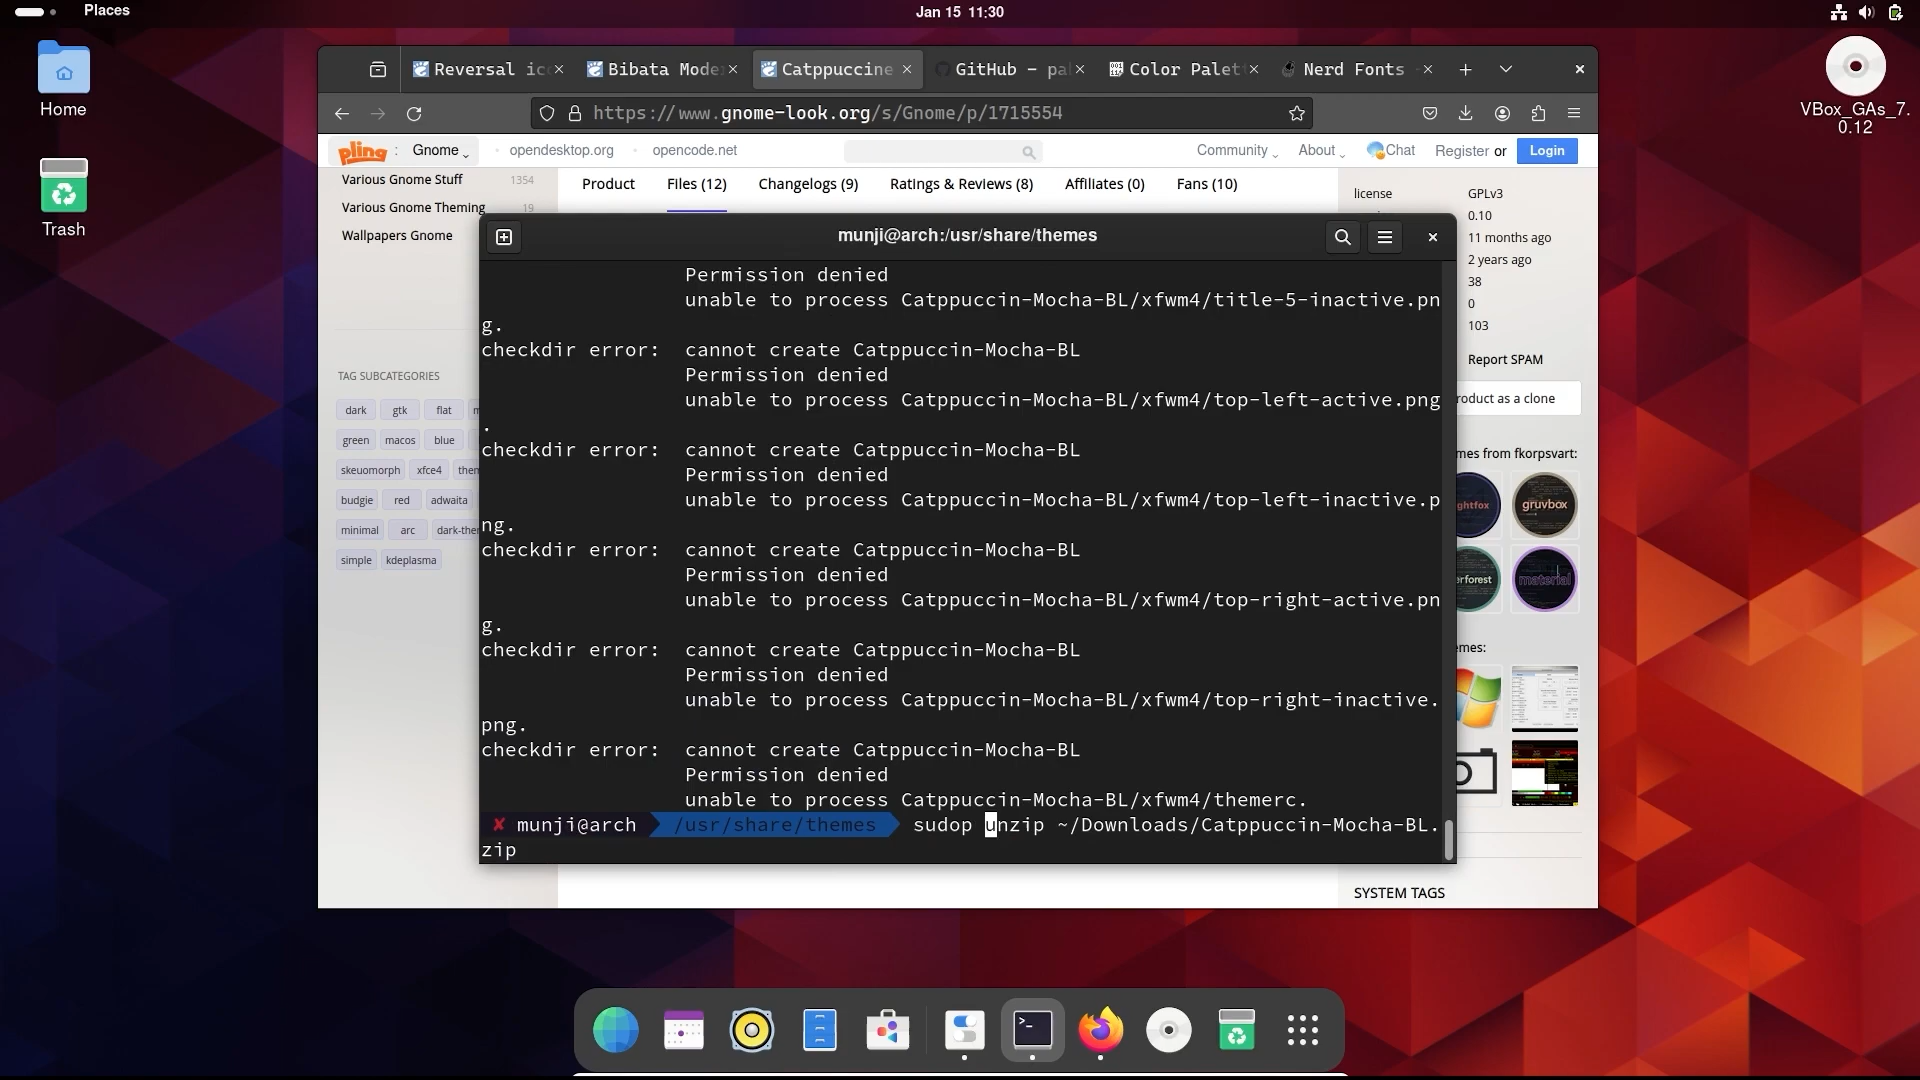 Places
Jan 15 11:30
Home
Trash
VBox_GAs_7.
0.12
Reversal ic
Bibata Mode
Catppuccine
GitHub - pa
Color Palet
Nerd Fonts
https://www.gnome-look.org/s/Gnome/p/1715554
pling
:
Gnome
opendesktop.org
opencode.net
Community
About
Chat
Register or
Login
Various Gnome Stuff 1354
Various Gnome Theming 19
Wallpapers Gnome
TAG SUBCATEGORIES
dark gtk flat
green macos blue
skeuomorph xfce4 them
budgie red adwaita
minimal arc dark-the
simple kdeplasma
Product
Files (12)
Changelogs (9)
Ratings & Reviews (8)
Affiliates (0)
Fans (10)
license GPLv3
0.10
11 months ago
2 years ago
38
0
103
Report SPAM
roduct as a clone
mes from fkorpsvart:
ghtfox
gruvbox
erforest
material
emes:
SYSTEM TAGS
munji@arch:/usr/share/themes
Permission denied
unable to process Catppuccin-Mocha-BL/xfwm4/title-5-inactive.pn
g.
checkdir error: cannot create Catppuccin-Mocha-BL
Permission denied
unable to process Catppuccin-Mocha-BL/xfwm4/top-left-active.png
.
checkdir error: cannot create Catppuccin-Mocha-BL
Permission denied
unable to process Catppuccin-Mocha-BL/xfwm4/top-left-inactive.p
ng.
checkdir error: cannot create Catppuccin-Mocha-BL
Permission denied
unable to process Catppuccin-Mocha-BL/xfwm4/top-right-active.pn
g.
checkdir error: cannot create Catppuccin-Mocha-BL
Permission denied
unable to process Catppuccin-Mocha-BL/xfwm4/top-right-inactive.
png.
checkdir error: cannot create Catppuccin-Mocha-BL
Permission denied
unable to process Catppuccin-Mocha-BL/xfwm4/themerc.
✘ munji@arch /usr/share/themes sudop unzip ~/Downloads/Catppuccin-Mocha-BL.
zip